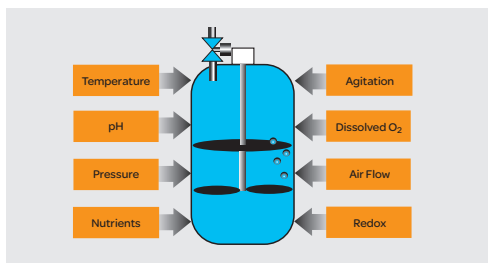 Temperature
pH
Pressure
Nutrients
Agitation
Dissolved O₂
Air Flow
Redox